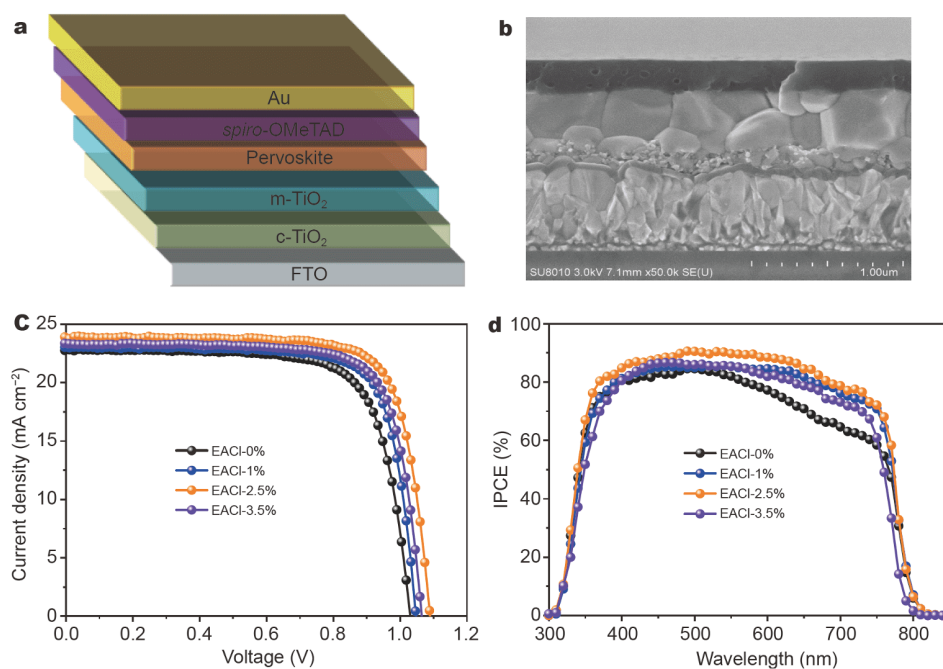 a
Au
spiro-OMeTAD
Pervoskite
m-TiO₂
c-TiO₂
FTO
b
SU8010 3.0kV 7.1mm x50.0k SE(U)
1.00um
c
25
20
15
10
5
0
Current density (mA cm⁻²)
EACl-0%
EACl-1%
EACl-2.5%
EACl-3.5%
0.0 0.2 0.4 0.6 0.8 1.0 1.2
Voltage (V)
d
100
80
60
40
20
0
IPCE (%)
EACl-0%
EACl-1%
EACl-2.5%
EACl-3.5%
300 400 500 600 700 800
Wavelength (nm)